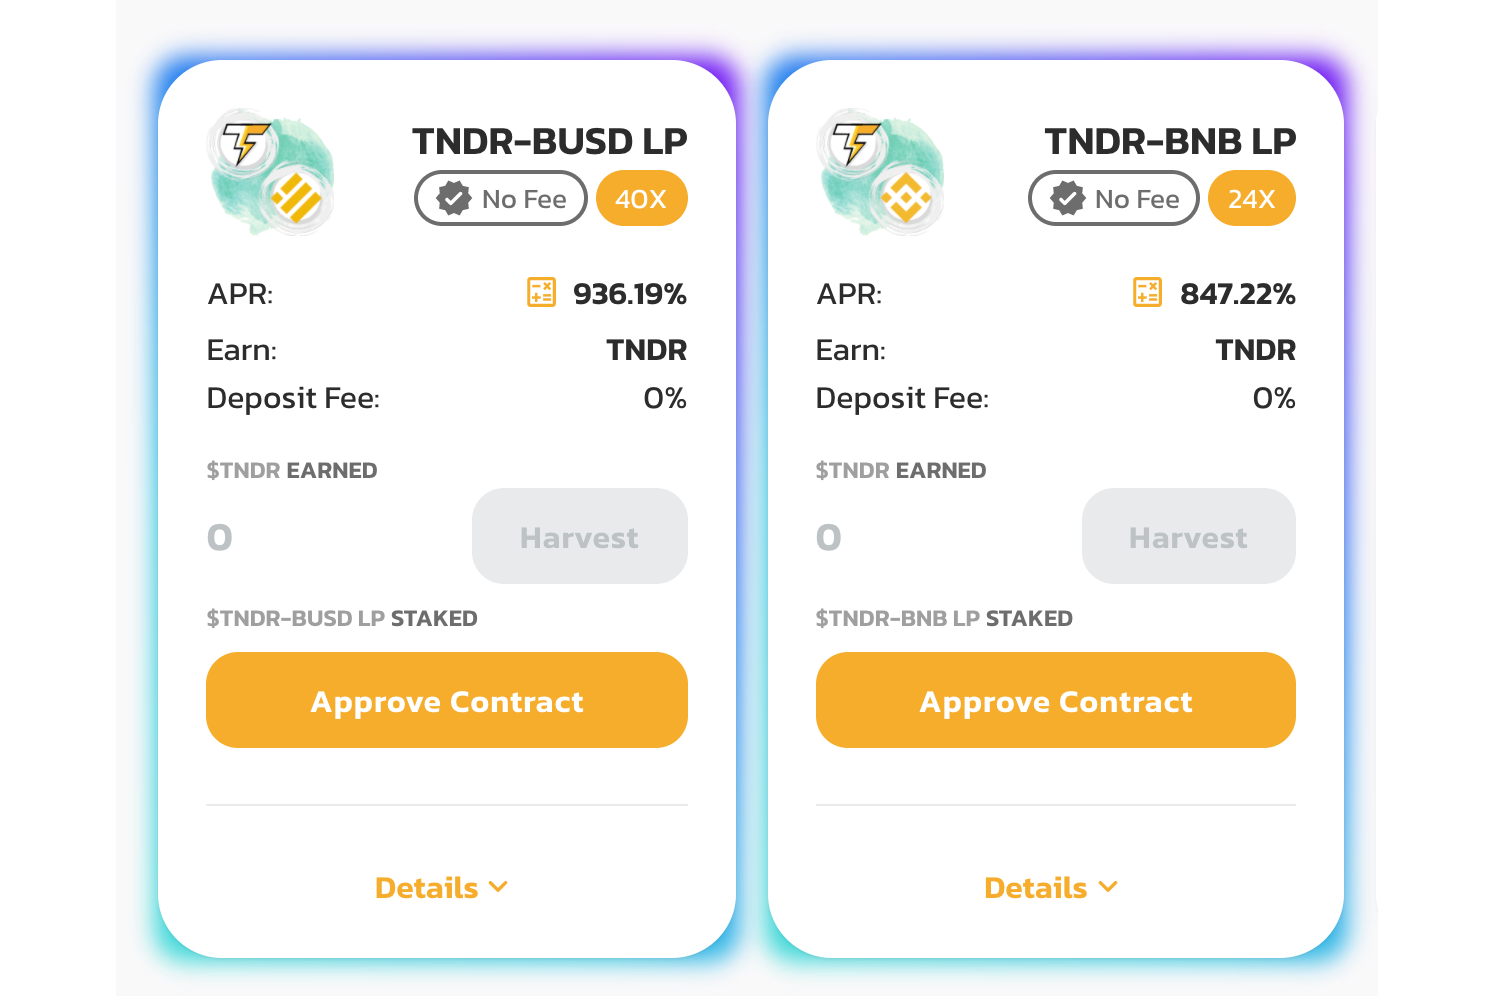 TNDR-BUSD LP
No Fee 40X
APR: 936.19%
Earn: TNDR
Deposit Fee: 0%
$TNDR EARNED
0 Harvest
$TNDR-BUSD LP STAKED
Approve Contract
Details
TNDR-BNB LP
No Fee 24X
APR: 847.22%
Earn: TNDR
Deposit Fee: 0%
$TNDR EARNED
0 Harvest
$TNDR-BNB LP STAKED
Approve Contract
Details